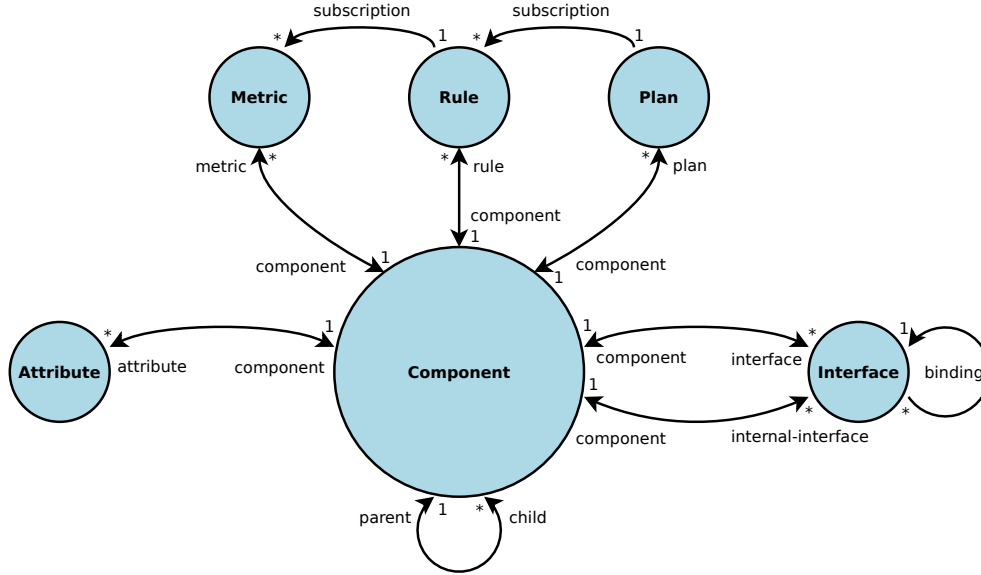 subscription subscription
* 1 * 1
Metric Rule Plan
* * *
metric rule plan
component
1
component 1 1 component
* 1 1 *
attribute component component interface 1
Attribute Component Interface binding
1 * *
component internal-interface
parent 1 * child